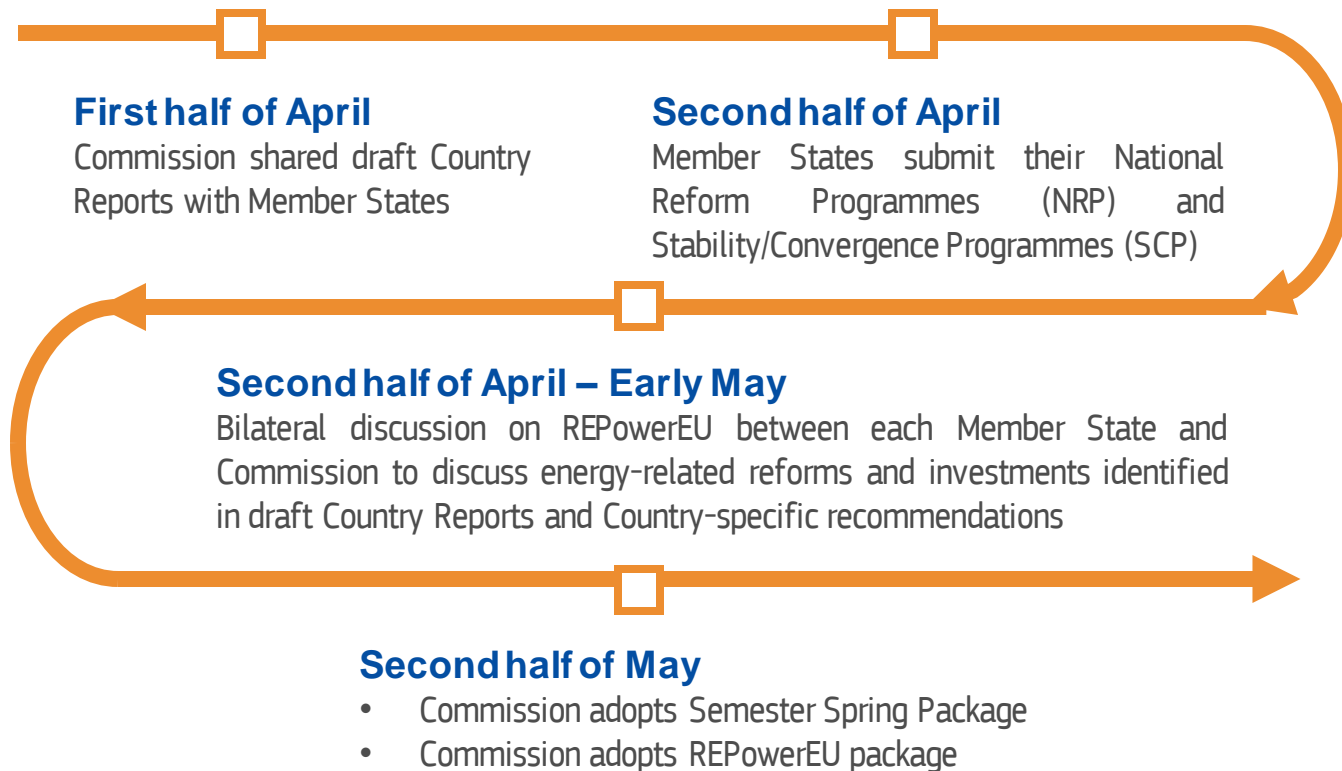 First half of April
Commission shared draft Country
Reports with Member States
Second half of April
Member States submit their National
Reform Programmes (NRP) and
Stability/Convergence Programmes (SCP)
Second half of April – Early May
Bilateral discussion on REPowerEU between each Member State and
Commission to discuss energy-related reforms and investments identified
in draft Country Reports and Country-specific recommendations
Second half of May
• Commission adopts Semester Spring Package
• Commission adopts REPowerEU package